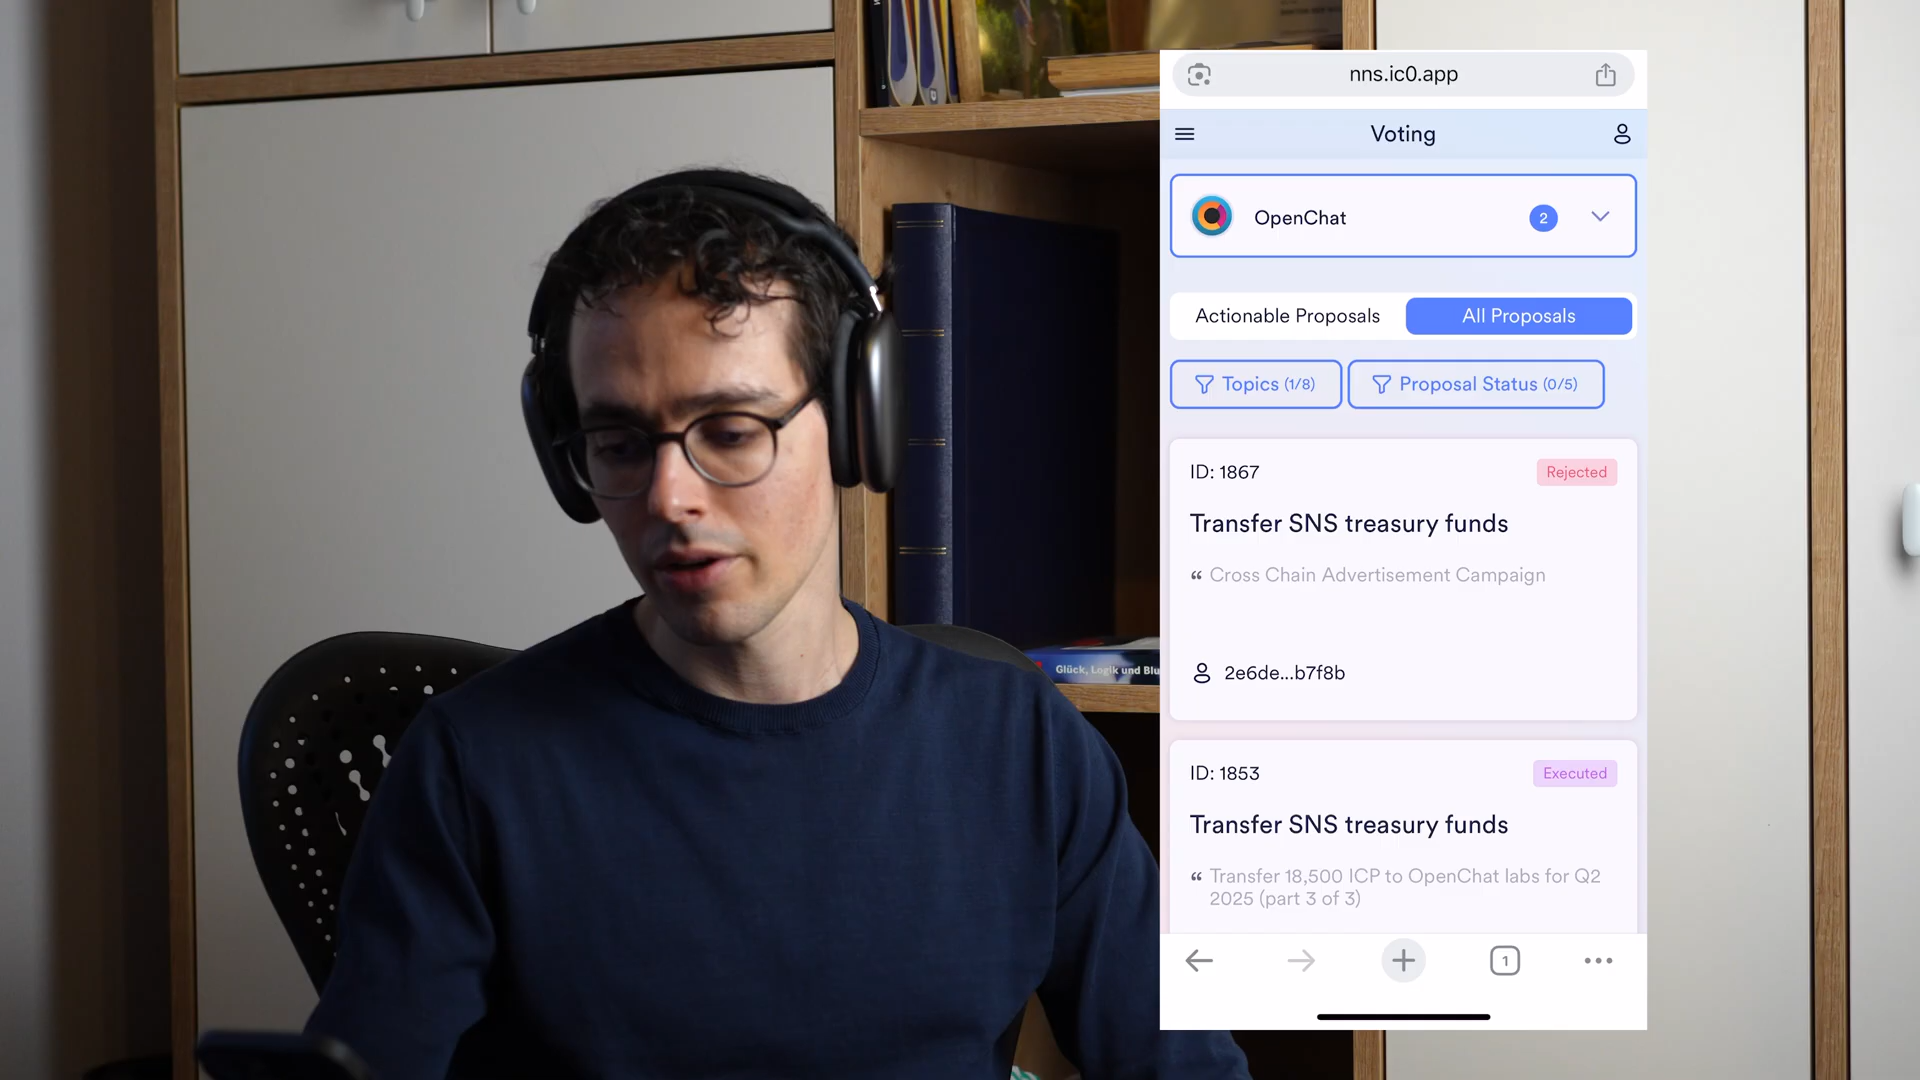 nns.ic0.app
Voting
OpenChat
2
Actionable Proposals
All Proposals
Topics (1/8)
Proposal Status (0/5)
ID: 1867
Rejected
Transfer SNS treasury funds
“ Cross Chain Advertisement Campaign
2e6de...b7f8b
ID: 1853
Executed
Transfer SNS treasury funds
“ Transfer 18,500 ICP to OpenChat labs for Q2
2025 (part 3 of 3)
1
Glück, Logik und